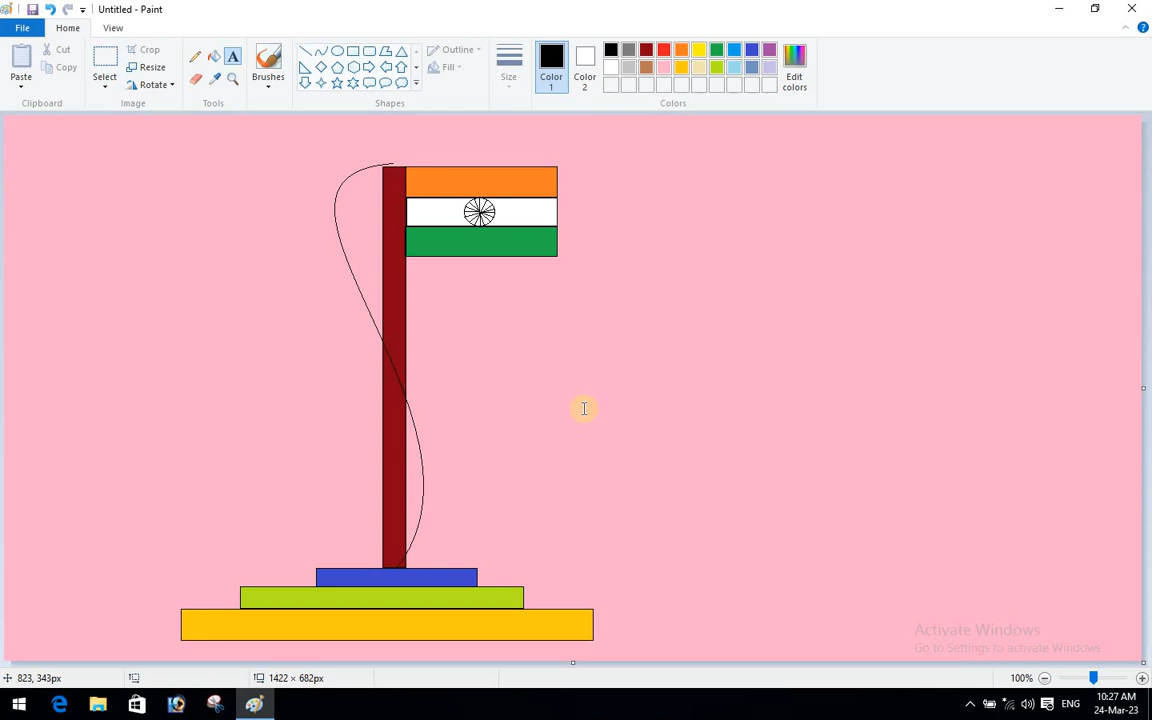 Untitled - Paint
File Home View
Paste
Cut
Copy
Clipboard
Select
Crop
Resize
Rotate
Image
A
Tools
Brushes
Outline
Fill
Shapes
Size
Color
1
Color
2
Edit
colors
Colors
Activate Windows
Go to Settings to activate Windows
823, 343px
1422 × 682px
100%
ENG
10:27 AM
24-Mar-23